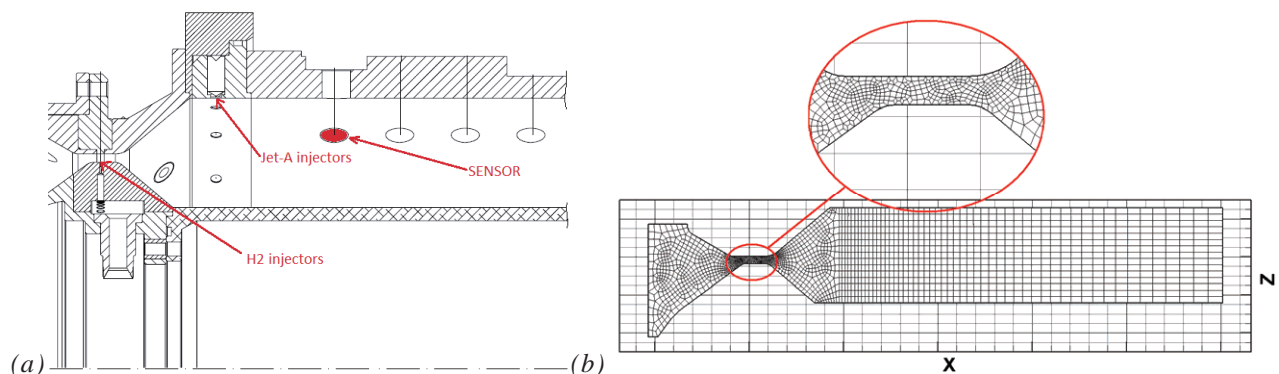 Jet-A injectors
SENSOR
H2 injectors
(a)
(b)
X
Z